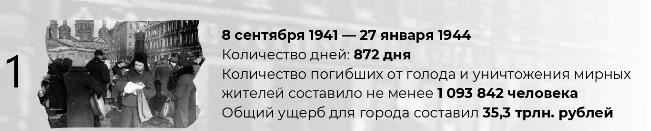 1
8 сентября 1941 — 27 января 1944
Количество дней: 872 дня
Количество погибших от голода и уничтожения мирных
жителей составило не менее 1 093 842 человека
Общий ущерб для города составил 35,3 трлн. рублей